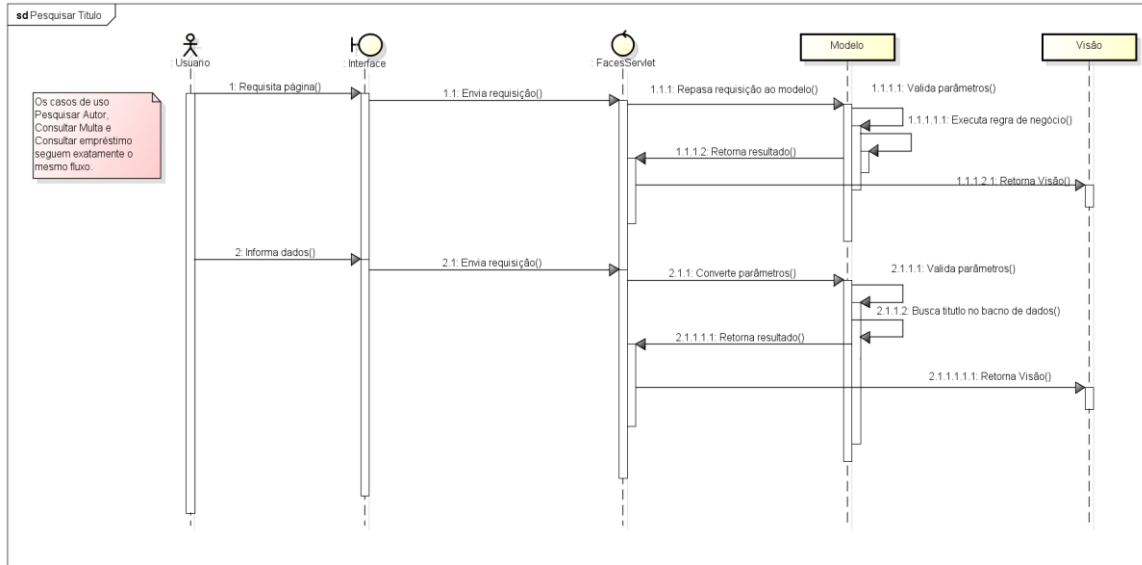 sd Pesquisar Titulo
: Usuario
: Interface
: FacesServlet
Modelo
Visão
Os casos de uso
Pesquisar Autor,
Consultar Multa e
Consultar empréstimo
seguem exatamente o
mesmo fluxo.
1: Requisita página()
1.1: Envia requisição()
1.1.1: Repasa requisição ao modelo()
1.1.1.1: Valida parâmetros()
1.1.1.1.1: Executa regra de negócio()
1.1.1.2: Retorna resultado()
1.1.1.2.1: Retorna Visão()
2: Informa dados()
2.1: Envia requisição()
2.1.1: Converte parâmetros()
2.1.1.1: Valida parâmetros()
2.1.1.2: Busca titutlo no bacno de dados()
2.1.1.1.1: Retorna resultado()
2.1.1.1.1.1: Retorna Visão()